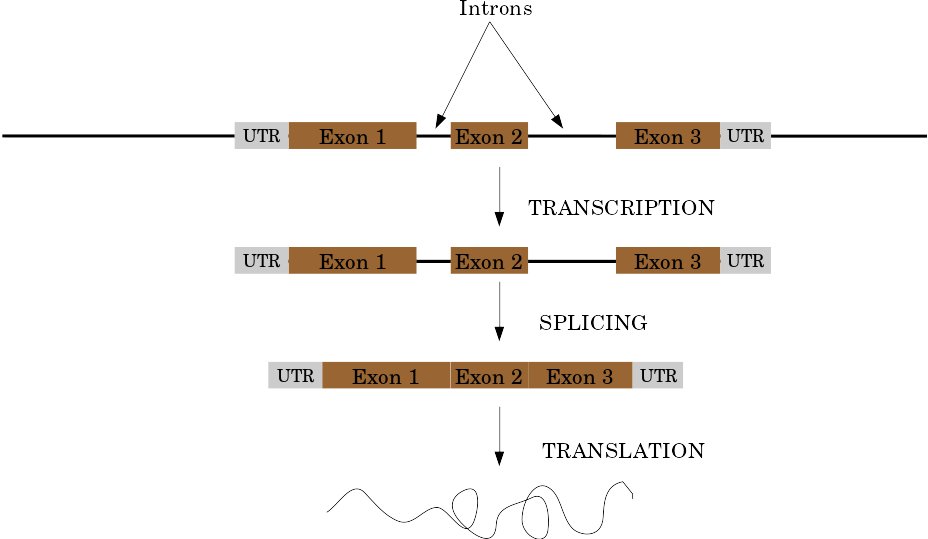 Introns
UTR Exon 1 Exon 2 Exon 3 UTR
TRANSCRIPTION
UTR Exon 1 Exon 2 Exon 3 UTR
SPLICING
UTR Exon 1 Exon 2 Exon 3 UTR
TRANSLATION